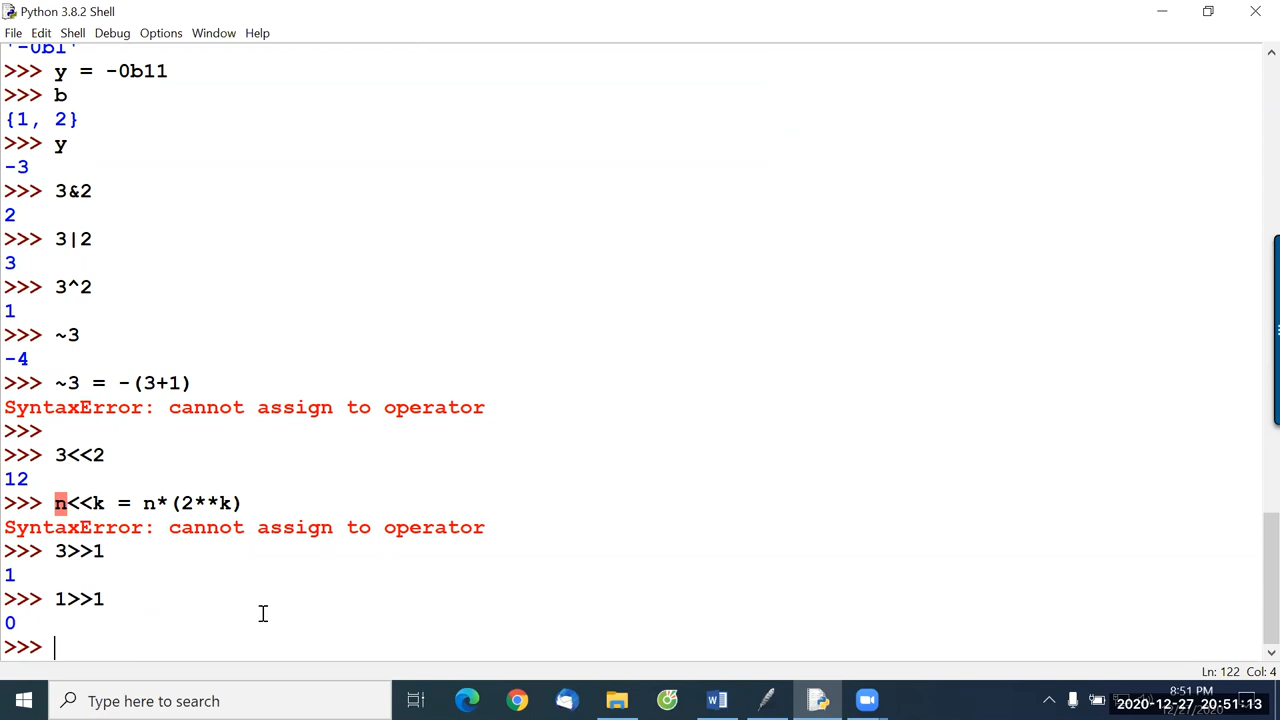 Python 3.8.2 Shell
File Edit Shell Debug Options Window Help
'-0b1'
>>> y = -0b11
>>> b
{1, 2}
>>> y
-3
>>> 3&2
2
>>> 3|2
3
>>> 3^2
1
>>> ~3
-4
>>> ~3 = -(3+1)
SyntaxError: cannot assign to operator
>>>
>>> 3<<2
12
>>> n<<k = n*(2**k)
SyntaxError: cannot assign to operator
>>> 3>>1
1
>>> 1>>1
0
>>>
Ln: 122 Col: 4
Type here to search
8:51 PM
2020-12-27 20:51:13